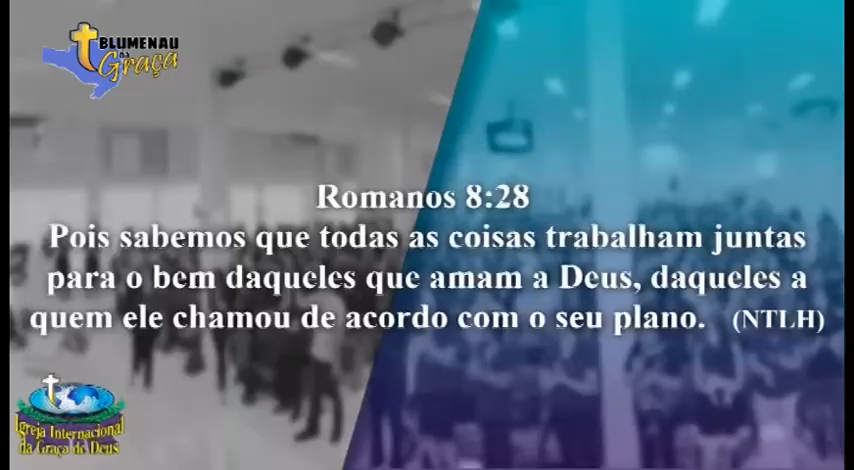 BLUMENAU
Graça
Romanos 8:28
Pois sabemos que todas as coisas trabalham juntas
para o bem daqueles que amam a Deus, daqueles a
quem ele chamou de acordo com o seu plano. (NTLH)
Igreja Internacional
da Graça de Deus